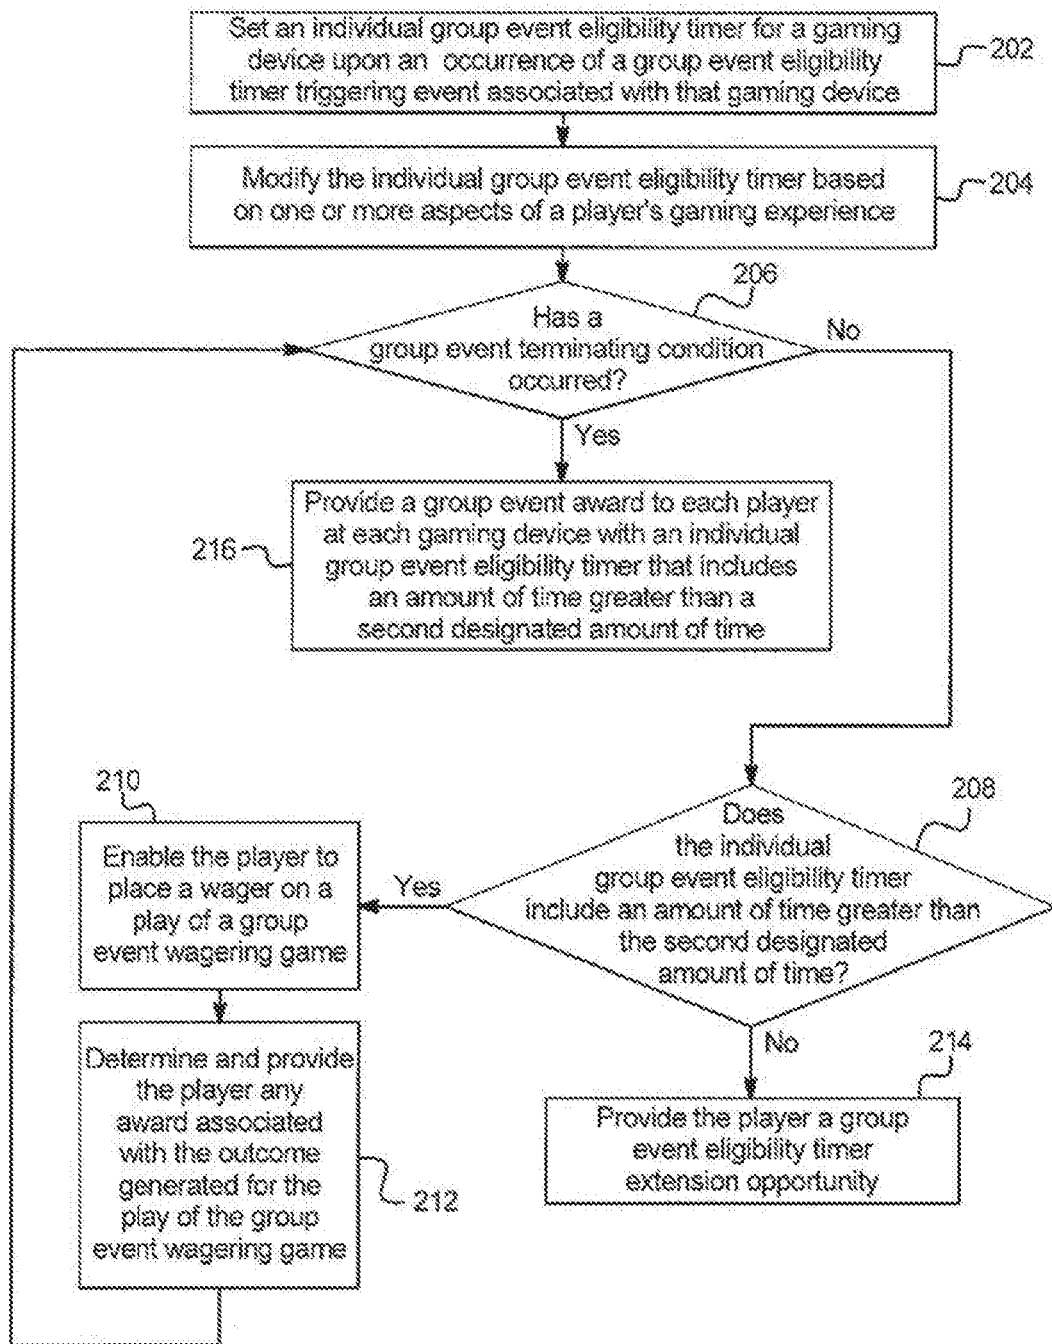 Set an individual group event eligibility timer for a gaming
device upon an occurrence of a group event eligibility
timer triggering event associated with that gaming device
202
Modify the individual group event eligibility timer based
on one or more aspects of a player's gaming experience
204
206
Has a
group event terminating condition
occurred?
No
Yes
Provide a group event award to each player
at each gaming device with an individual
group event eligibility timer that includes
an amount of time greater than a
second designated amount of time
216
208
Does
the individual
group event eligibility timer
include an amount of time greater than
the second designated
amount of time?
Yes
No
210
Enable the player to
place a wager on a
play of a group
event wagering game
Determine and provide
the player any
award associated
with the outcome
generated for the
play of the group
event wagering game
212
214
Provide the player a group
event eligibility timer
extension opportunity